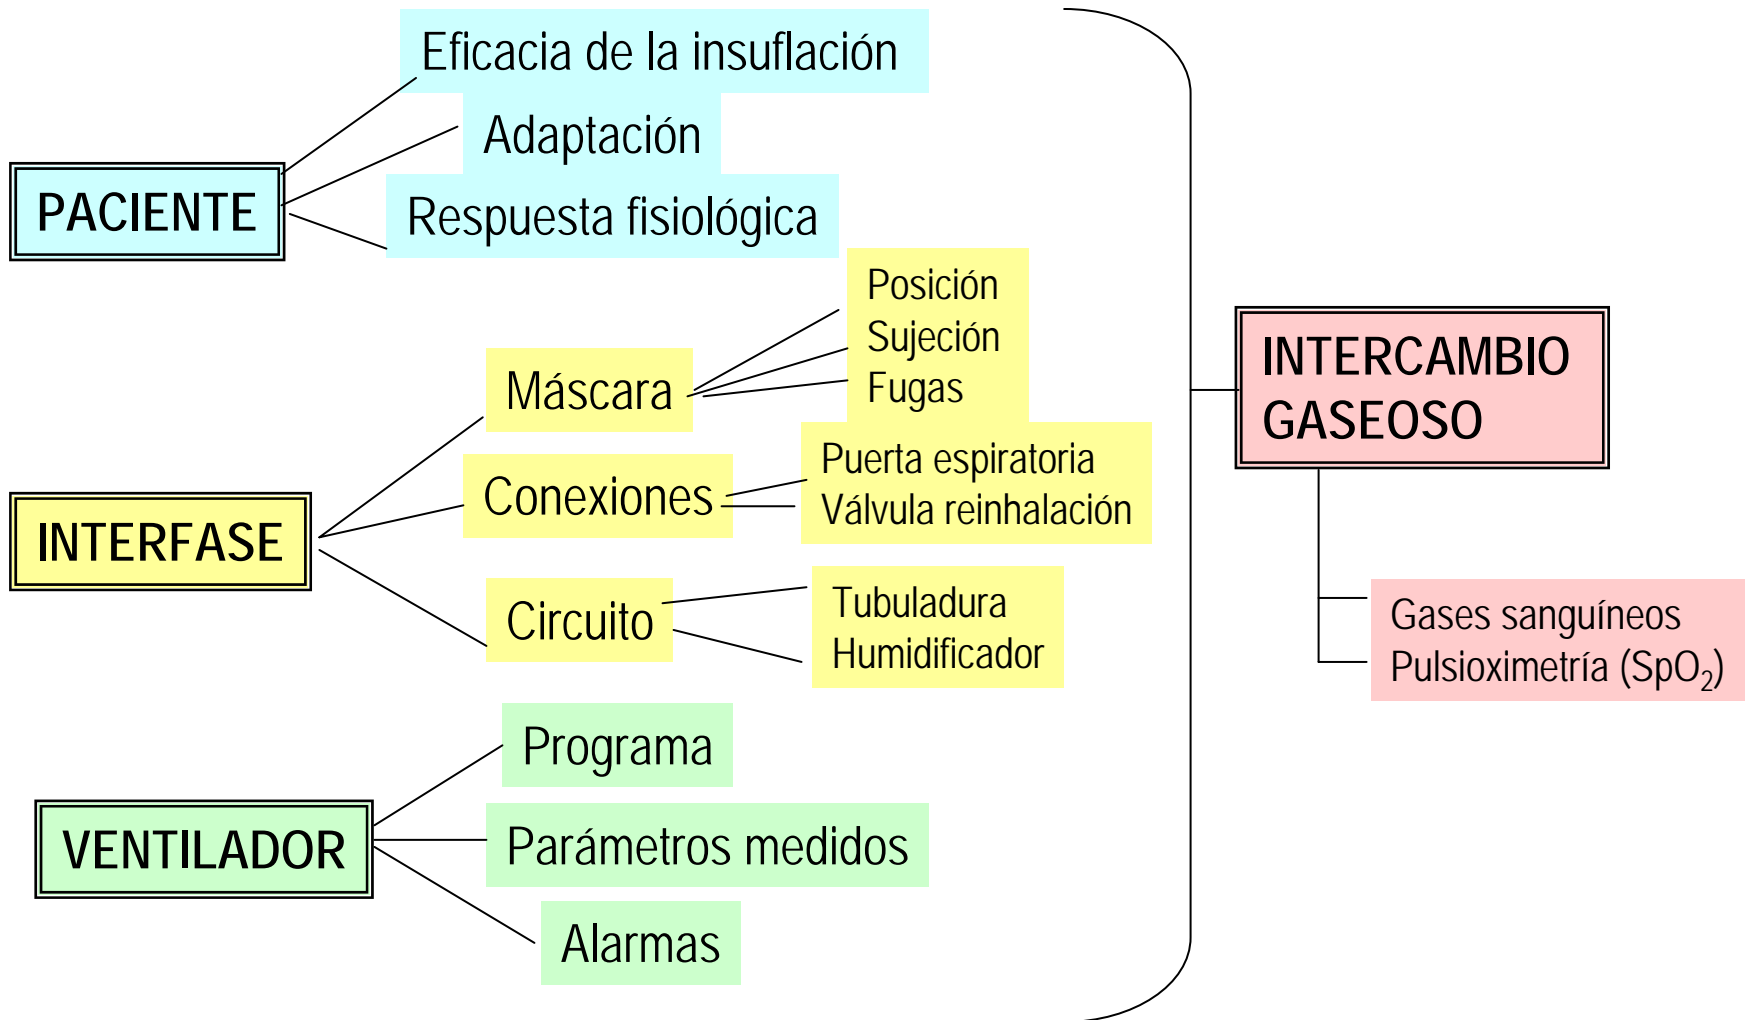 Eficacia de la insuflación
Adaptación
PACIENTE
Respuesta fisiológica
Posición
Sujeción
Fugas
Máscara
Puerta espiratoria
Válvula reinhalación
Conexiones
INTERFASE
Circuito
Tubuladura
Humidificador
Programa
VENTILADOR
Parámetros medidos
Alarmas
INTERCAMBIO
GASEOSO
Gases sanguíneos
Pulsioximetría (SpO₂)